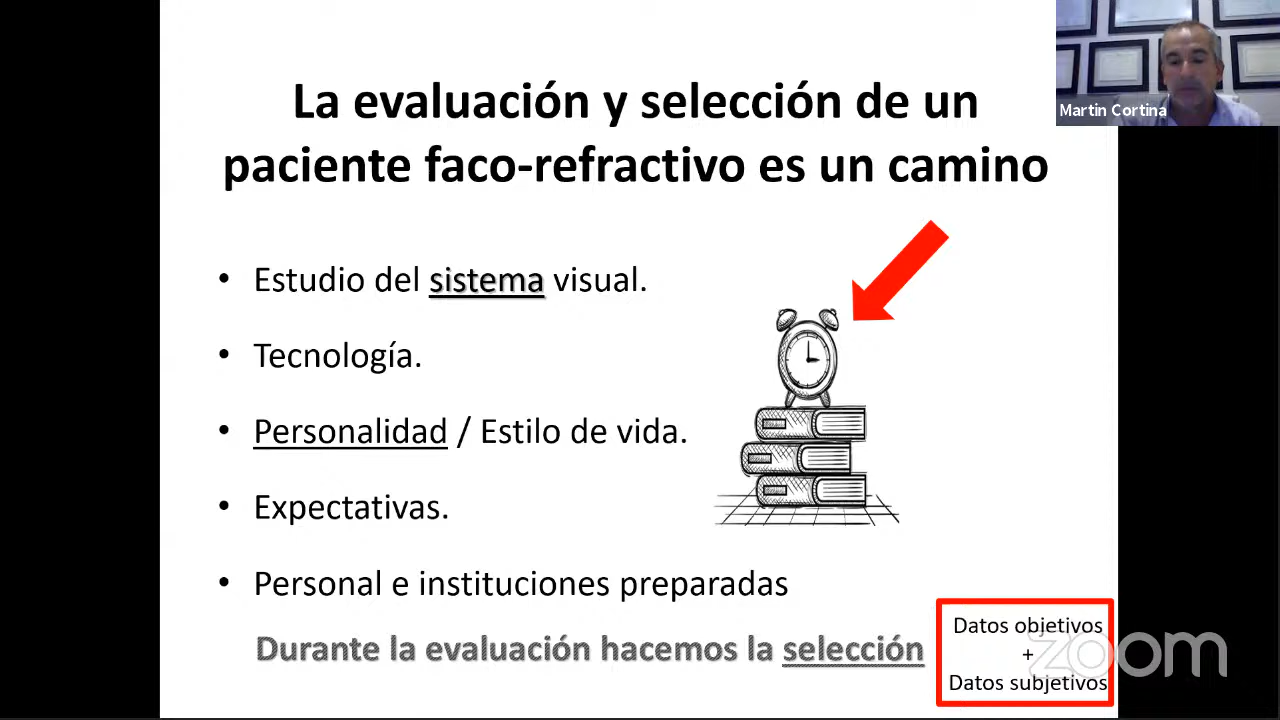 La evaluación y selección de un
paciente faco-refractivo es un camino
Martin Cortina
• Estudio del sistema visual.
• Tecnología.
• Personalidad / Estilo de vida.
• Expectativas.
• Personal e instituciones preparadas
Durante la evaluación hacemos la selección
Datos objetivos
+
Datos subjetivos
zoom